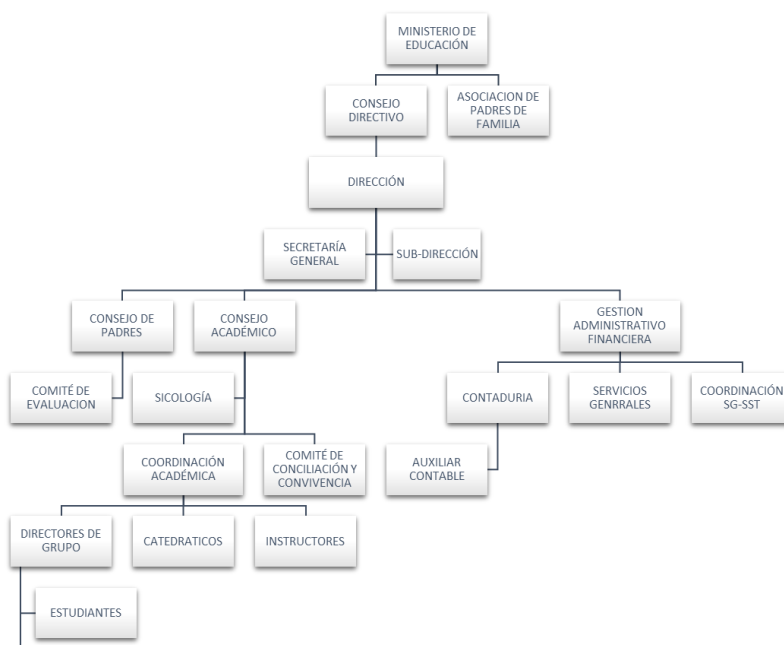 MINISTERIO DE
EDUCACIÓN
CONSEJO
DIRECTIVO
ASOCIACION DE
PADRES DE
FAMILIA
DIRECCIÓN
SECRETARÍA
GENERAL
SUB-DIRECCIÓN
CONSEJO DE
PADRES
CONSEJO
ACADÉMICO
GESTION
ADMINISTRATIVO
FINANCIERA
COMITÉ DE
EVALUACION
SICOLOGÍA
CONTADURIA
SERVICIOS
GENRRALES
COORDINACIÓN
SG-SST
COORDINACIÓN
ACADÉMICA
COMITÉ DE
CONCILIACIÓN Y
CONVIVENCIA
AUXILIAR
CONTABLE
DIRECTORES DE
GRUPO
CATEDRATICOS
INSTRUCTORES
ESTUDIANTES